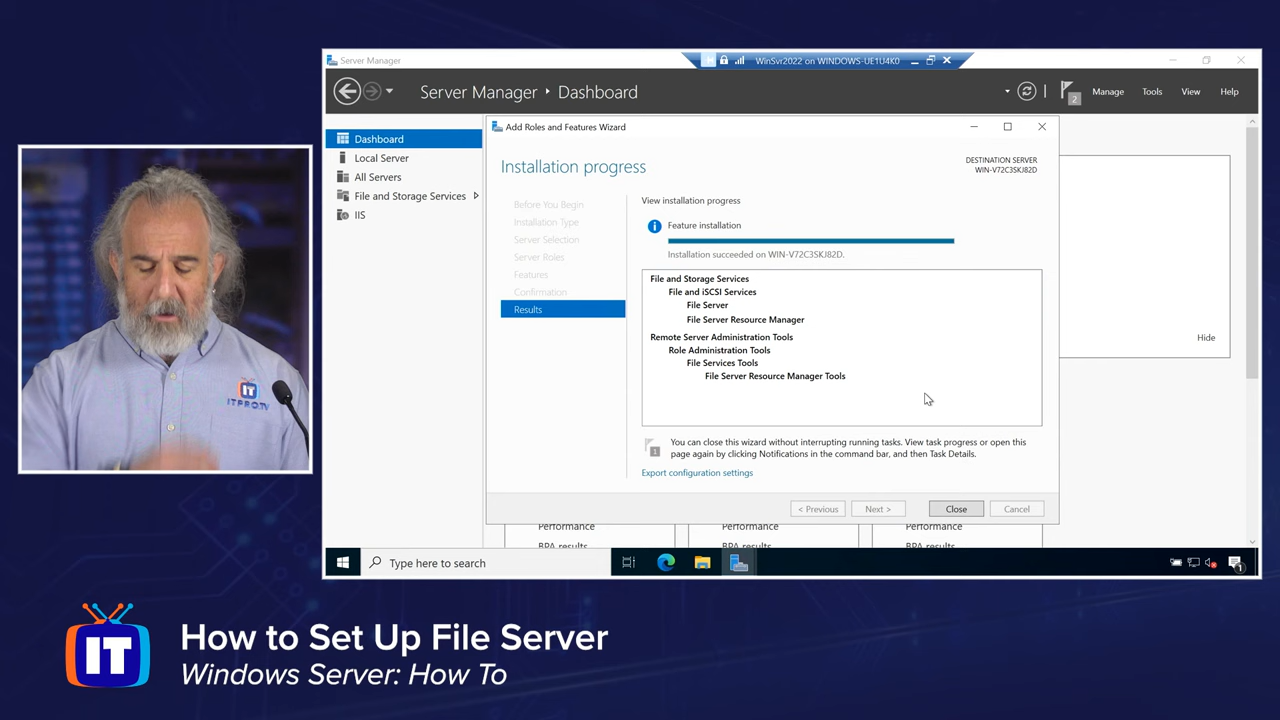 Server Manager
WinSvr2022 on WINDOWS-UE1U4K0
Server Manager ‣ Dashboard
2
Manage
Tools
View
Help
Dashboard
Local Server
All Servers
File and Storage Services
IIS
Add Roles and Features Wizard
Installation progress
DESTINATION SERVER
WIN-V72C3SKJ82D
Before You Begin
Installation Type
Server Selection
Server Roles
Features
Confirmation
Results
View installation progress
Feature installation
Installation succeeded on WIN-V72C3SKJ82D.
File and Storage Services
File and iSCSI Services
File Server
File Server Resource Manager
Remote Server Administration Tools
Role Administration Tools
File Services Tools
File Server Resource Manager Tools
1
You can close this wizard without interrupting running tasks. View task progress or open this
page again by clicking Notifications in the command bar, and then Task Details.
Export configuration settings
< Previous
Next >
Close
Cancel
Hide
Performance
Performance
Performance
BPA results
BPA results
BPA results
Type here to search
1
IT
ITPRO.TV
IT
How to Set Up File Server
Windows Server: How To